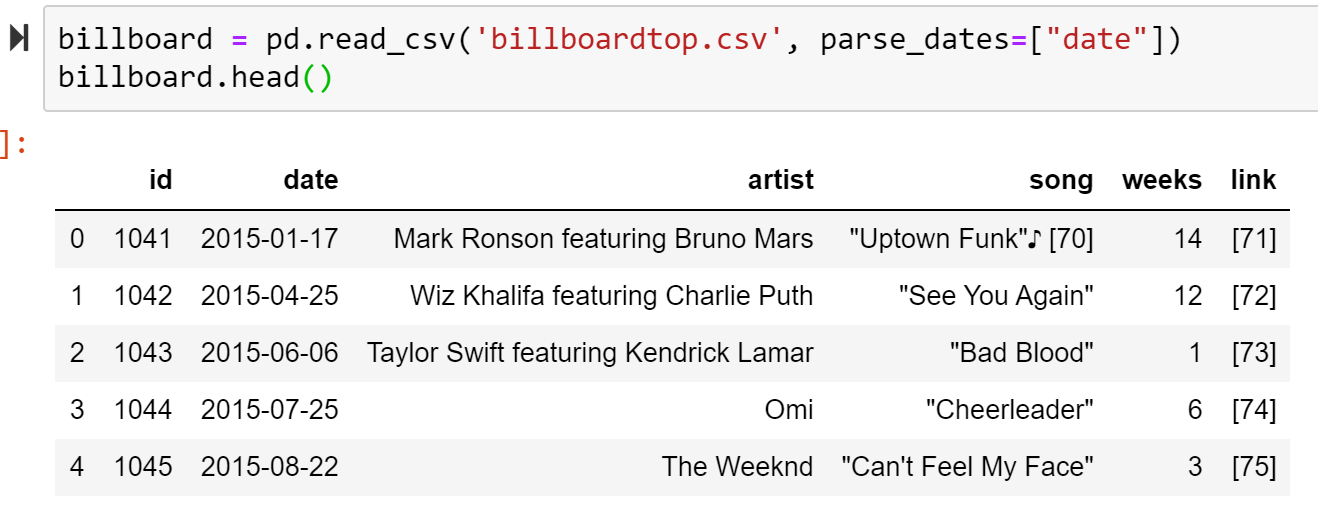 billboard = pd.read_csv('billboardtop.csv', parse_dates=["date"])
billboard.head()
]:
id date artist song weeks link
0 1041 2015-01-17 Mark Ronson featuring Bruno Mars "Uptown Funk"♪ [70] 14 [71]
1 1042 2015-04-25 Wiz Khalifa featuring Charlie Puth "See You Again" 12 [72]
2 1043 2015-06-06 Taylor Swift featuring Kendrick Lamar "Bad Blood" 1 [73]
3 1044 2015-07-25 Omi "Cheerleader" 6 [74]
4 1045 2015-08-22 The Weeknd "Can't Feel My Face" 3 [75]